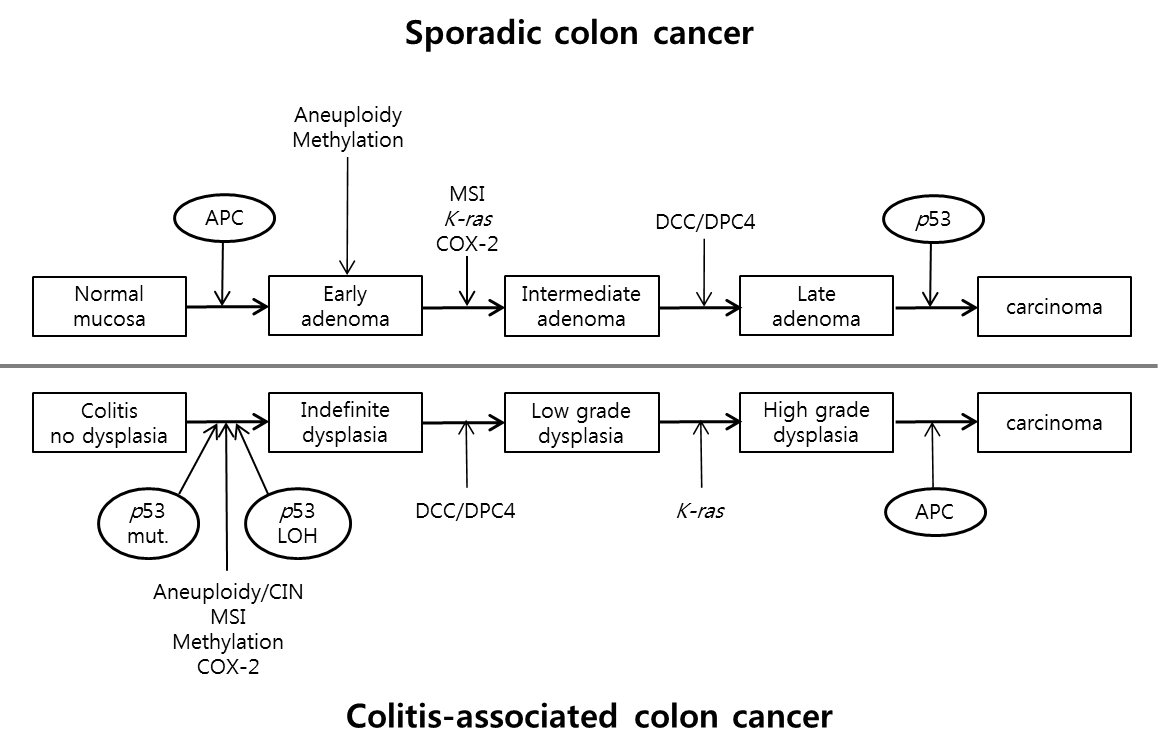 Sporadic colon cancer
Aneuploidy
Methylation
APC
MSI
K-ras
COX-2
DCC/DPC4
p53
Normal
mucosa
Early
adenoma
Intermediate
adenoma
Late
adenoma
carcinoma
Colitis
no dysplasia
Indefinite
dysplasia
Low grade
dysplasia
High grade
dysplasia
carcinoma
p53
mut.
p53
LOH
DCC/DPC4
K-ras
APC
Aneuploidy/CIN
MSI
Methylation
COX-2
Colitis-associated colon cancer